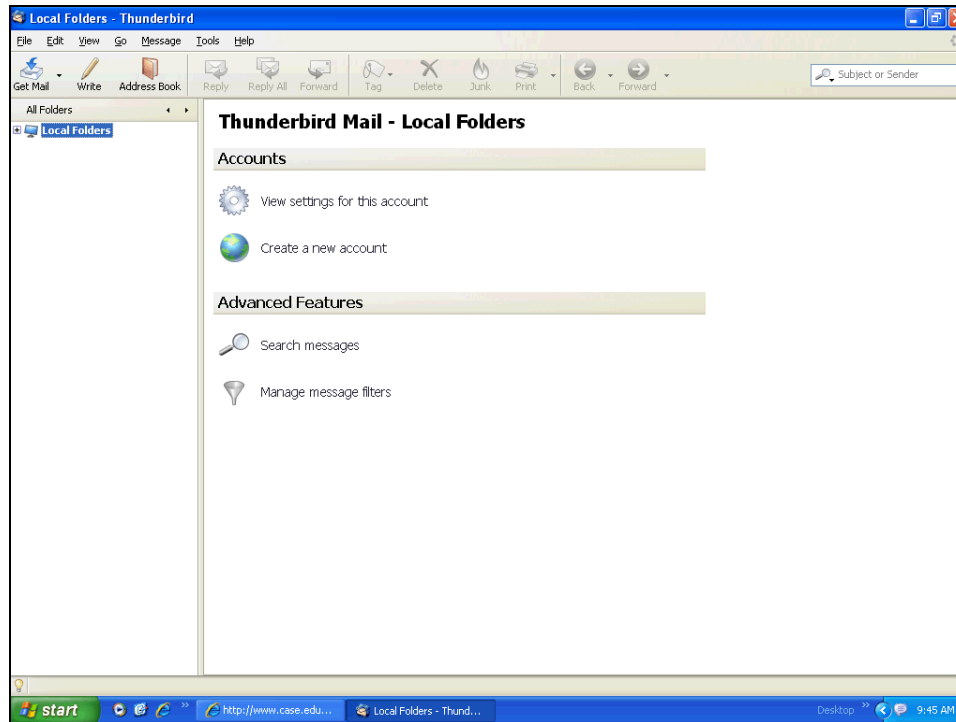 Local Folders - Thunderbird
File Edit View Go Message Tools Help
Get Mail Write Address Book Reply Reply All Forward Tag Delete Junk Print Back Forward Subject or Sender
All Folders
Local Folders
Thunderbird Mail - Local Folders
Accounts
View settings for this account
Create a new account
Advanced Features
Search messages
Manage message filters
start http://www.case.edu... Local Folders - Thund... Desktop 9:45 AM